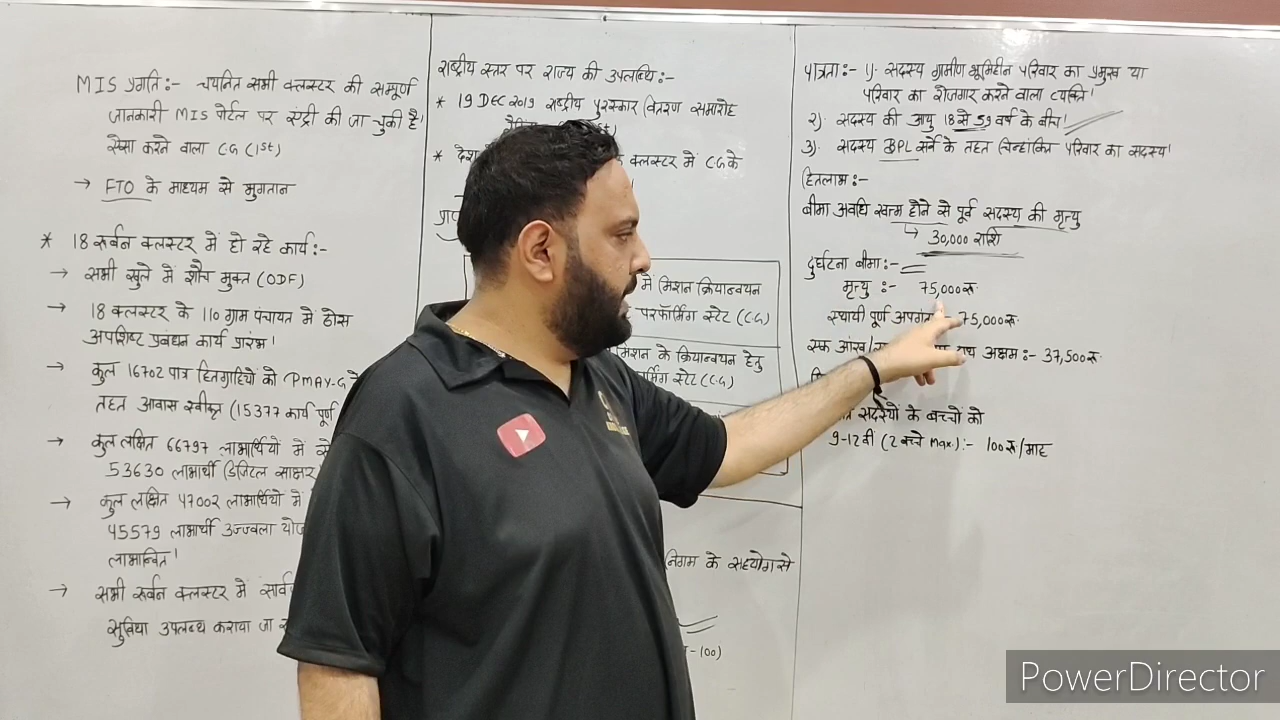 MIS प्रगति:- चयनित सभी क्लस्टर की सम्पूर्ण
जानकारी MIS पोर्टल पर एंट्री की जा चुकी है।
ऐसा करने वाला CG (1st)
→ FTO के माध्यम से भुगतान
* 18 रूर्बन क्लस्टर में हो रहे कार्य:-
→ सभी खुले में शौच मुक्त (ODF)
→ 18 क्लस्टर के 110 ग्राम पंचायत में ठोस
अपशिष्ट प्रबंधन कार्य प्रारंभ।
→ कुल 16702 पात्र हितग्राहियों को PMAY-G के
तहत आवास स्वीकृत (15377 कार्य पूर्ण
→ कुल लक्षित 66797 लाभार्थियों में से
53630 लाभार्थी (डिजिटल साक्षर)
→ कुल लक्षित 47002 लाभार्थियो में
45579 लाभार्थी उज्ज्वला
लाभान्वित।
→ सभी रूर्बन क्लस्टर में
सुविधा उपलब्ध कराया जा
राष्ट्रीय स्तर पर राज्य की उपलब्धि:-
* 19 DEC 2019 राष्ट्रीय पुरस्कार वितरण समारोह
* क्लस्टर में CG के
में मिशन क्रियान्वयन
परफॉर्मिंग स्टेट (C.G)
मिशन के क्रियान्वयन हेतु
स्टेट (C.G)
निगम के सहयोग से
-100)
पात्रता:- 1). सदस्य ग्रामीण भूमिहीन परिवार का प्रमुख या
परिवार का रोजगार करने वाला व्यक्ति।
2). सदस्य की आयु 18 से 59 वर्ष के बीच।
3). सदस्य BPL सर्वे के तहत चिन्हांकित परिवार का सदस्य।
हितलाभ:-
बीमा अवधि खत्म होने से पूर्व सदस्य की मृत्यु
↳ 30,000 राशि
दुर्घटना बीमा:-
मृत्यु :- 75,000रू.
स्थायी पूर्ण अपंगता :- 75,000रू.
एक आंख/ अक्षम:- 37,500रू.
सदस्यों के बच्चों को
9-12वी (2 बच्चे Max.):- 100रू/माह
PowerDirector